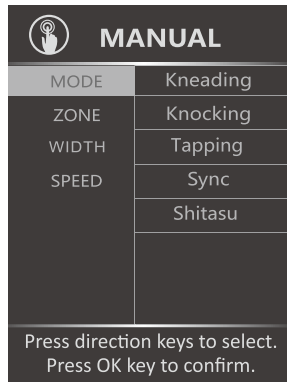 MANUAL
MODE Kneading
ZONE Knocking
WIDTH Tapping
SPEED Sync
Shitasu
Press direction keys to select.
Press OK key to confirm.